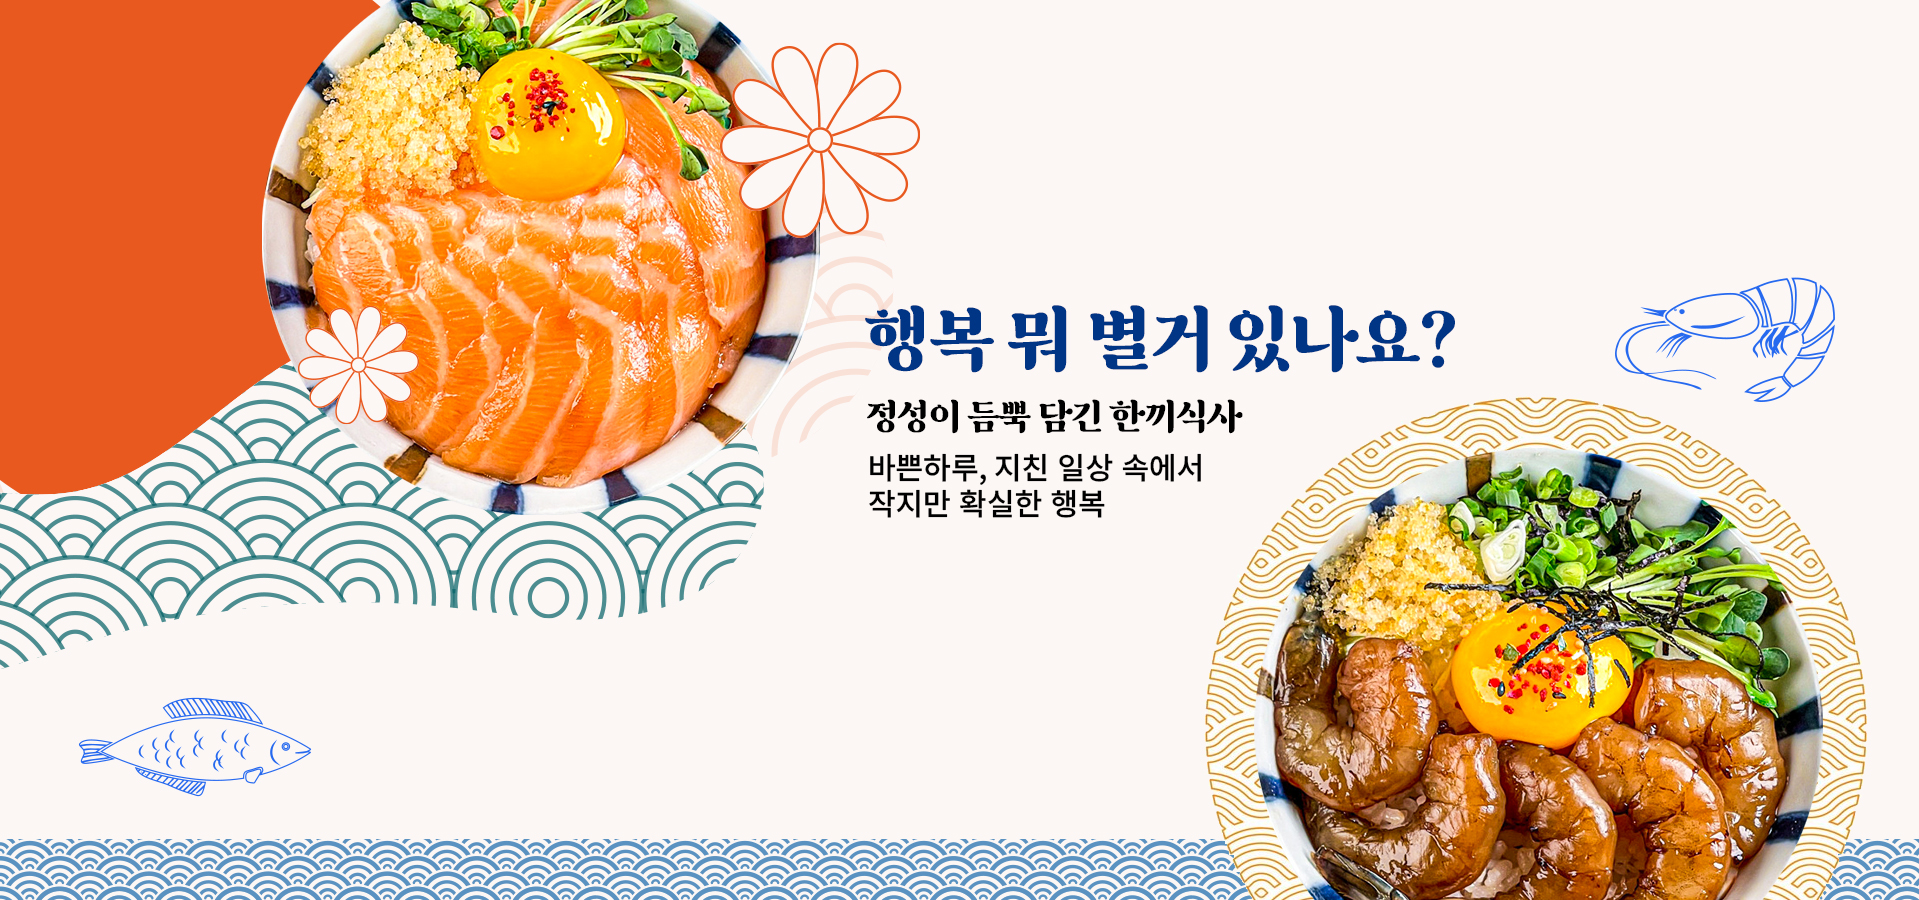 행복 뭐 별거 있나요?
정성이 듬뿍 담긴 한끼식사
바쁜하루, 지친 일상 속에서
작지만 확실한 행복